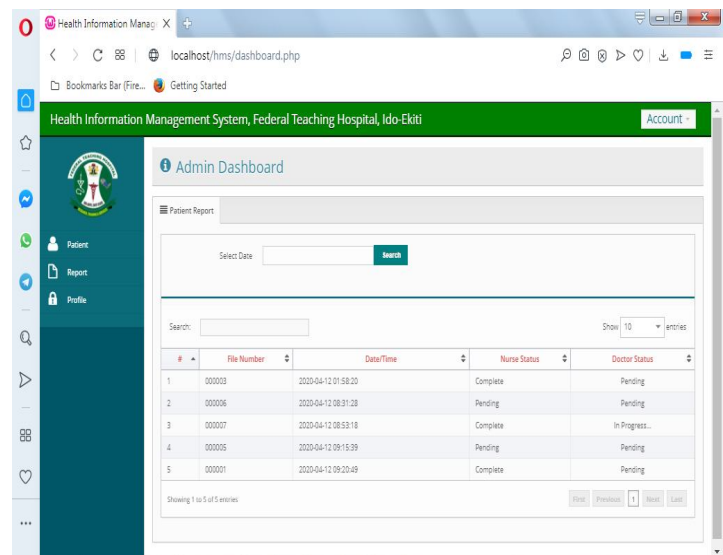 Health Information Manag
localhost/hms/dashboard.php
Bookmarks Bar (Fire... Getting Started
Health Information Management System, Federal Teaching Hospital, Ido-Ekiti Account
Admin Dashboard
Patient Report
Patient
Report
Profile
Select Date Search
Search: Show 10 entries
# File Number Date/Time Nurse Status Doctor Status
1 000003 2020-04-12 01:58:20 Complete Pending
2 000006 2020-04-12 08:31:28 Pending Pending
3 000007 2020-04-12 08:53:18 Complete In Progress...
4 000005 2020-04-12 09:15:39 Pending Pending
5 000001 2020-04-12 09:20:49 Complete Pending
Showing 1 to 5 of 5 entries First Previous 1 Next Last